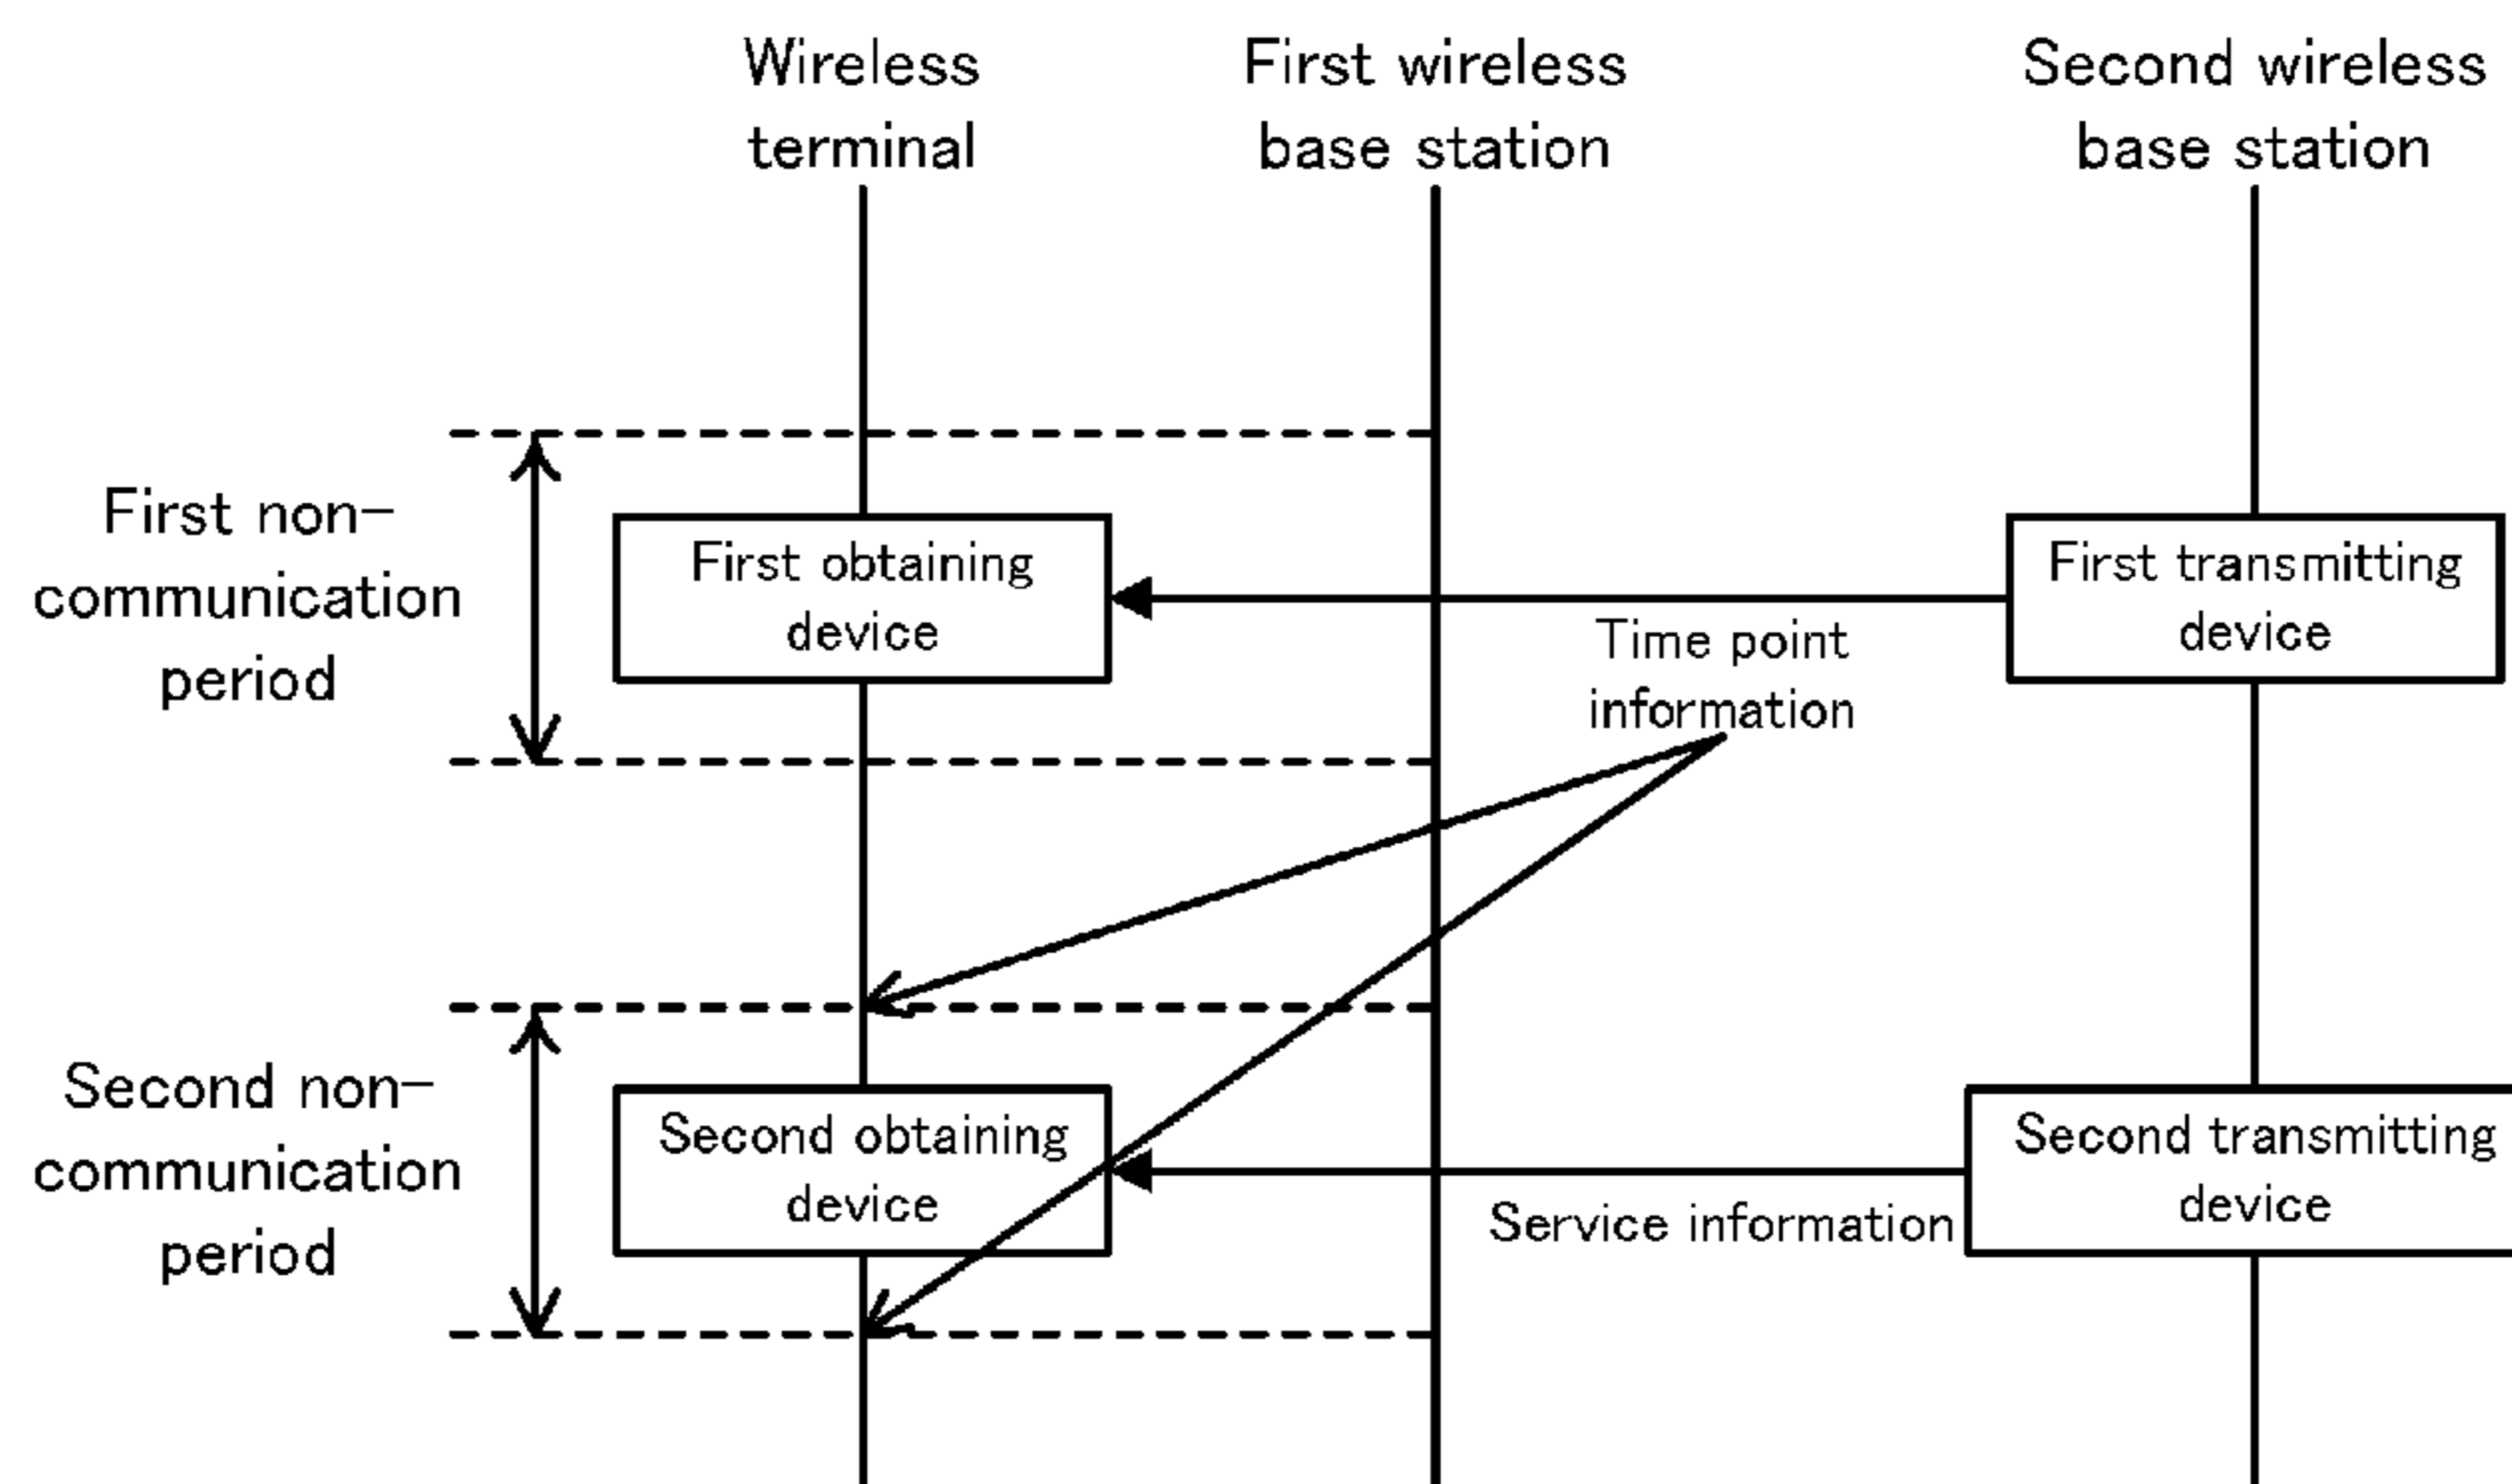 Wireless
terminal
First wireless
base station
Second wireless
base station
First non-
communication
period
First obtaining
device
First transmitting
device
Time point
information
Second non-
communication
period
Second obtaining
device
Second transmitting
device
Service information